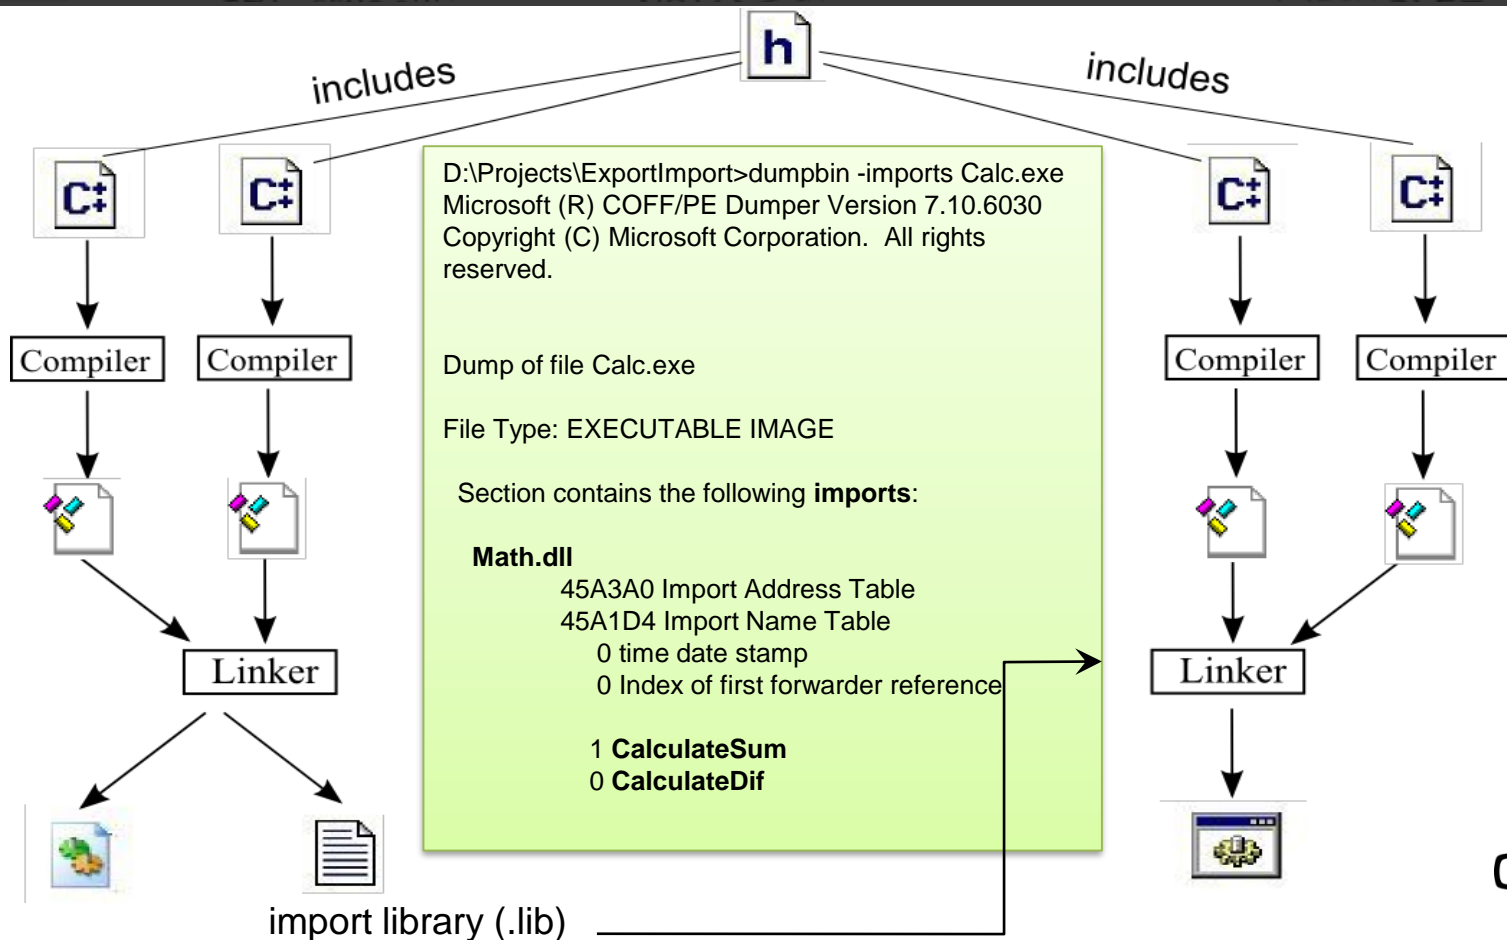 includes
includes
h
C++
C++
C++
C++
D:\Projects\ExportImport>dumpbin -imports Calc.exe
Microsoft (R) COFF/PE Dumper Version 7.10.6030
Copyright (C) Microsoft Corporation.  All rights
reserved.
Dump of file Calc.exe
File Type: EXECUTABLE IMAGE
Section contains the following imports:
Math.dll
45A3A0 Import Address Table
45A1D4 Import Name Table
0 time date stamp
0 Index of first forwarder reference
1 CalculateSum
0 CalculateDif
Compiler
Compiler
Compiler
Compiler
Linker
Linker
import library (.lib)